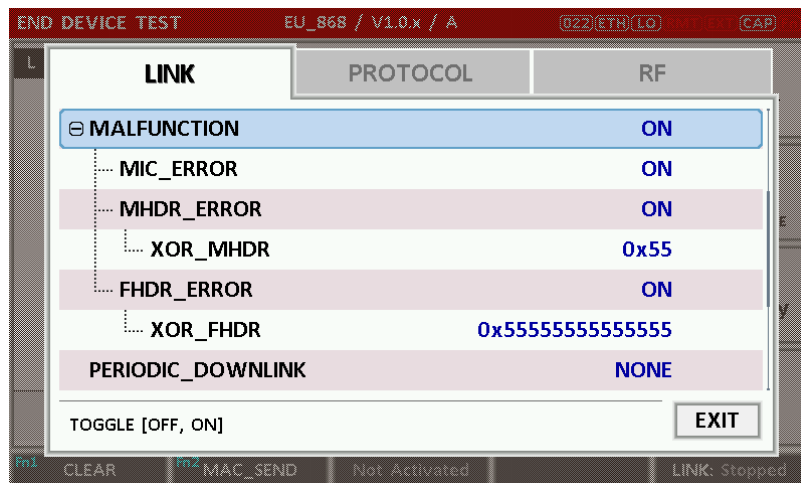 END DEVICE TEST EU_868 / V1.0.x / A 022 ETH LO EXT CAP
L
LINK PROTOCOL RF
MALFUNCTION ON
MIC_ERROR ON
MHDR_ERROR ON
XOR_MHDR 0x55
FHDR_ERROR ON
XOR_FHDR 0x55555555555555
PERIODIC_DOWNLINK NONE
TOGGLE [OFF, ON] EXIT
Fn1 CLEAR Fn2 MAC_SEND Not Activated LINK: Stopped